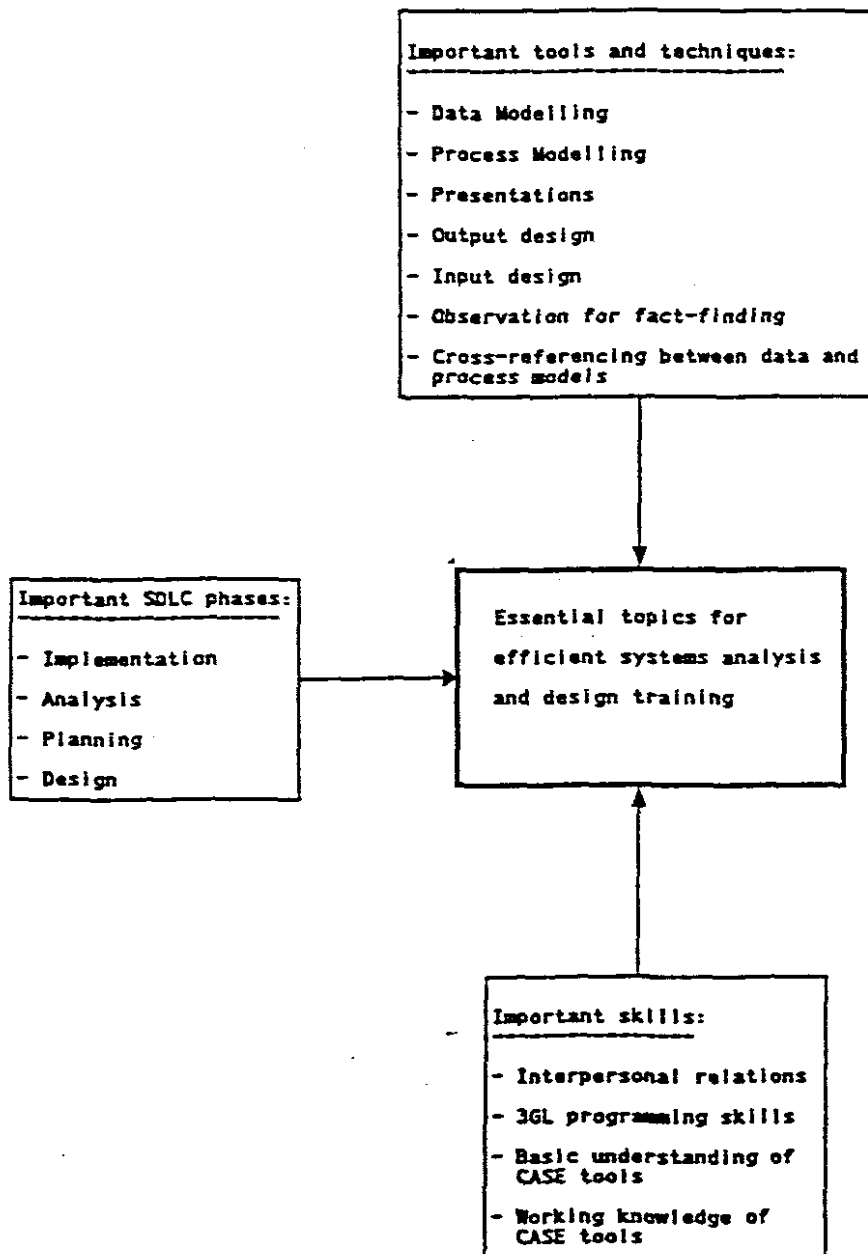 Important tools and techniques:
- Data Modelling
- Process Modelling
- Presentations
- Output design
- Input design
- Observation for fact-finding
- Cross-referencing between data and
process models
Important SDLC phases:
- Implementation
- Analysis
- Planning
- Design
Essential topics for
efficient systems analysis
and design training
Important skills:
- Interpersonal relations
- 3GL programming skills
- Basic understanding of
CASE tools
- Working knowledge of
CASE tools